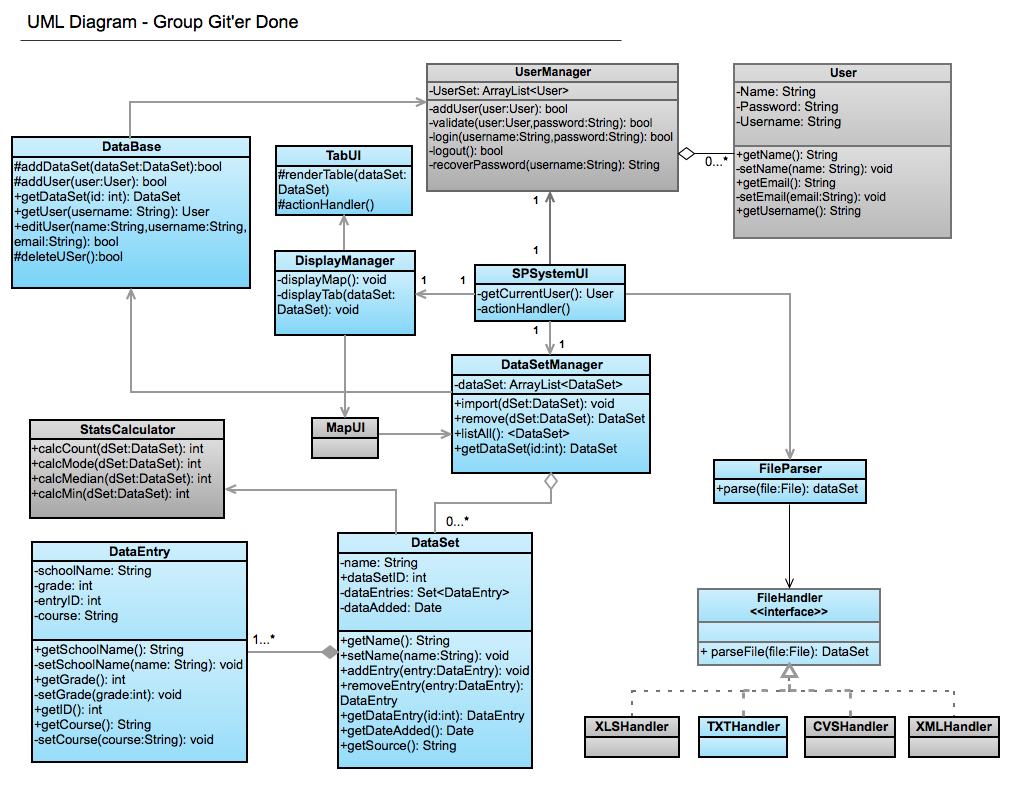 UML Diagram - Group Git'er Done
UserManager
-UserSet: ArrayList<User>
-addUser(user:User): bool
-validate(user:User,password:String): bool
-login(username:String,password:String): bool
-logout(): bool
-recoverPassword(username:String): String
User
-Name: String
-Password: String
-Username: String
+getName(): String
-setName(name: String): void
+getEmail(): String
-setEmail(email:String): void
+getUsername(): String
0...*
DataBase
#addDataSet(dataSet:DataSet):bool
#addUser(user:User): bool
+getDataSet(id: int): DataSet
+getUser(username: String): User
+editUser(name:String,username:String,
email:String): bool
#deleteUSer():bool
TabUI
#renderTable(dataSet:
DataSet)
#actionHandler()
1
1
DisplayManager
-displayMap(): void
-displayTab(dataSet:
DataSet): void
1
1
SPSystemUI
-getCurrentUser(): User
-actionHandler()
1
1
DataSetManager
-dataSet: ArrayList<DataSet>
+import(dSet:DataSet): void
+remove(dSet:DataSet): DataSet
+listAll(): <DataSet>
+getDataSet(id:int): DataSet
MapUI
StatsCalculator
+calcCount(dSet:DataSet): int
+calcMode(dSet:DataSet): int
+calcMedian(dSet:DataSet): int
+calcMin(dSet:DataSet): int
FileParser
+parse(file:File): dataSet
0...*
DataEntry
-schoolName: String
-grade: int
-entryID: int
-course: String
+getSchoolName(): String
-setSchoolName(name: String): void
+getGrade(): int
-setGrade(grade:int): void
+getID(): int
+getCourse(): String
-setCourse(course:String): void
1...*
DataSet
-name: String
+dataSetID: int
-dataEntries: Set<DataEntry>
-dataAdded: Date
+getName(): String
+setName(name:String): void
+addEntry(entry:DataEntry): void
+removeEntry(entry:DataEntry):
DataEntry
+getDataEntry(id:int): DataEntry
+getDateAdded(): Date
+getSource(): String
FileHandler
<<interface>>
+ parseFile(file:File): DataSet
XLSHandler
TXTHandler
CVSHandler
XMLHandler